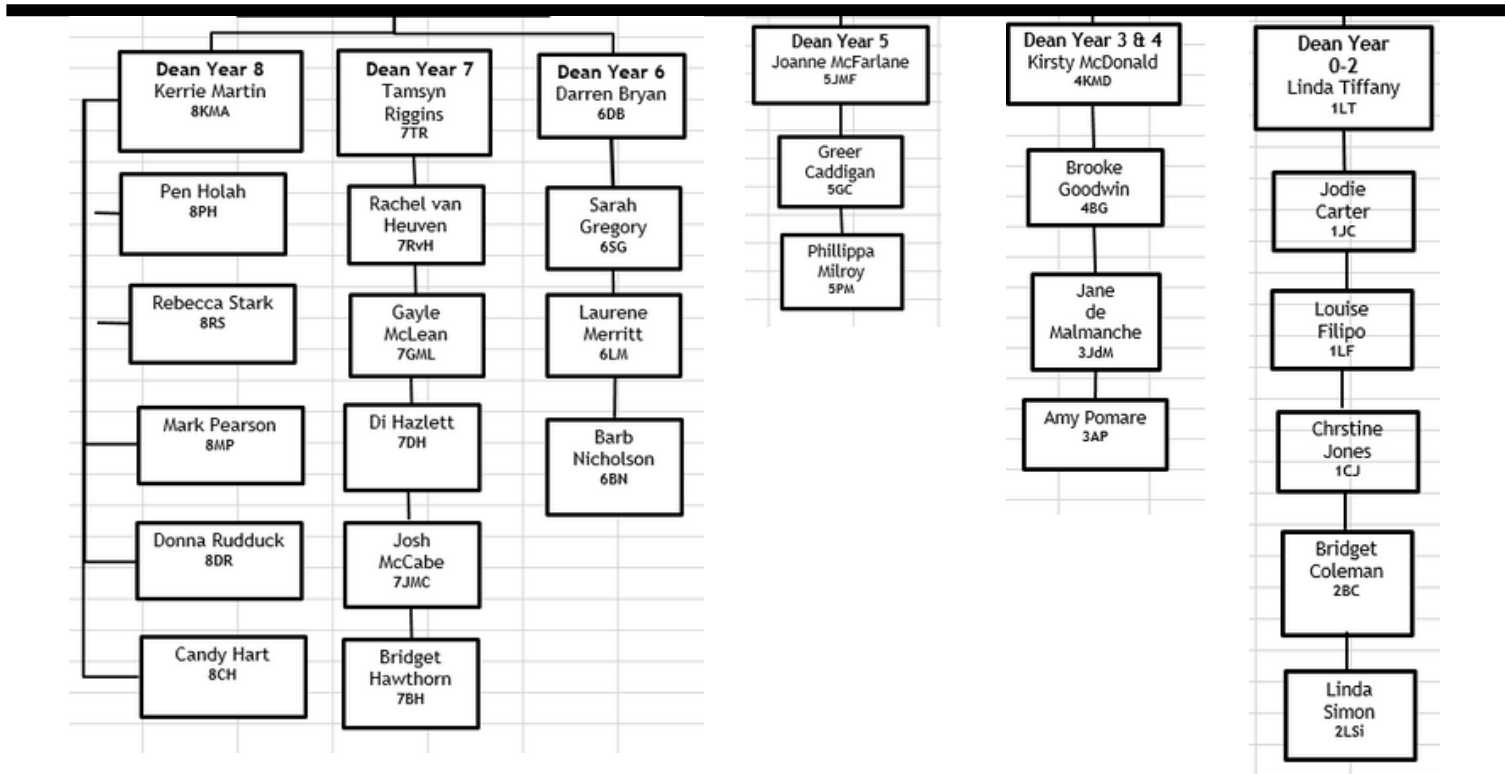 Dean Year 8
Kerrie Martin
8KMA
Pen Holah
8PH
Rebecca Stark
8RS
Mark Pearson
8MP
Donna Rudduck
8DR
Candy Hart
8CH
Dean Year 7
Tamsyn
Riggins
7TR
Rachel van
Heuven
7RvH
Gayle
McLean
7GML
Di Hazlett
7DH
Josh
McCabe
7JMC
Bridget
Hawthorn
7BH
Dean Year 6
Darren Bryan
6DB
Sarah
Gregory
6SG
Laurene
Merritt
6LM
Barb
Nicholson
6BN
Dean Year 5
Joanne McFarlane
5JMF
Greer
Caddigan
5GC
Phillippa
Milroy
5PM
Dean Year 3 & 4
Kirsty McDonald
4KMD
Brooke
Goodwin
4BG
Jane
de
Malmanche
3JdM
Amy Pomare
3AP
Dean Year
0-2
Linda Tiffany
1LT
Jodie
Carter
1JC
Louise
Filipo
1LF
Chrstine
Jones
1CJ
Bridget
Coleman
2BC
Linda
Simon
2LSi